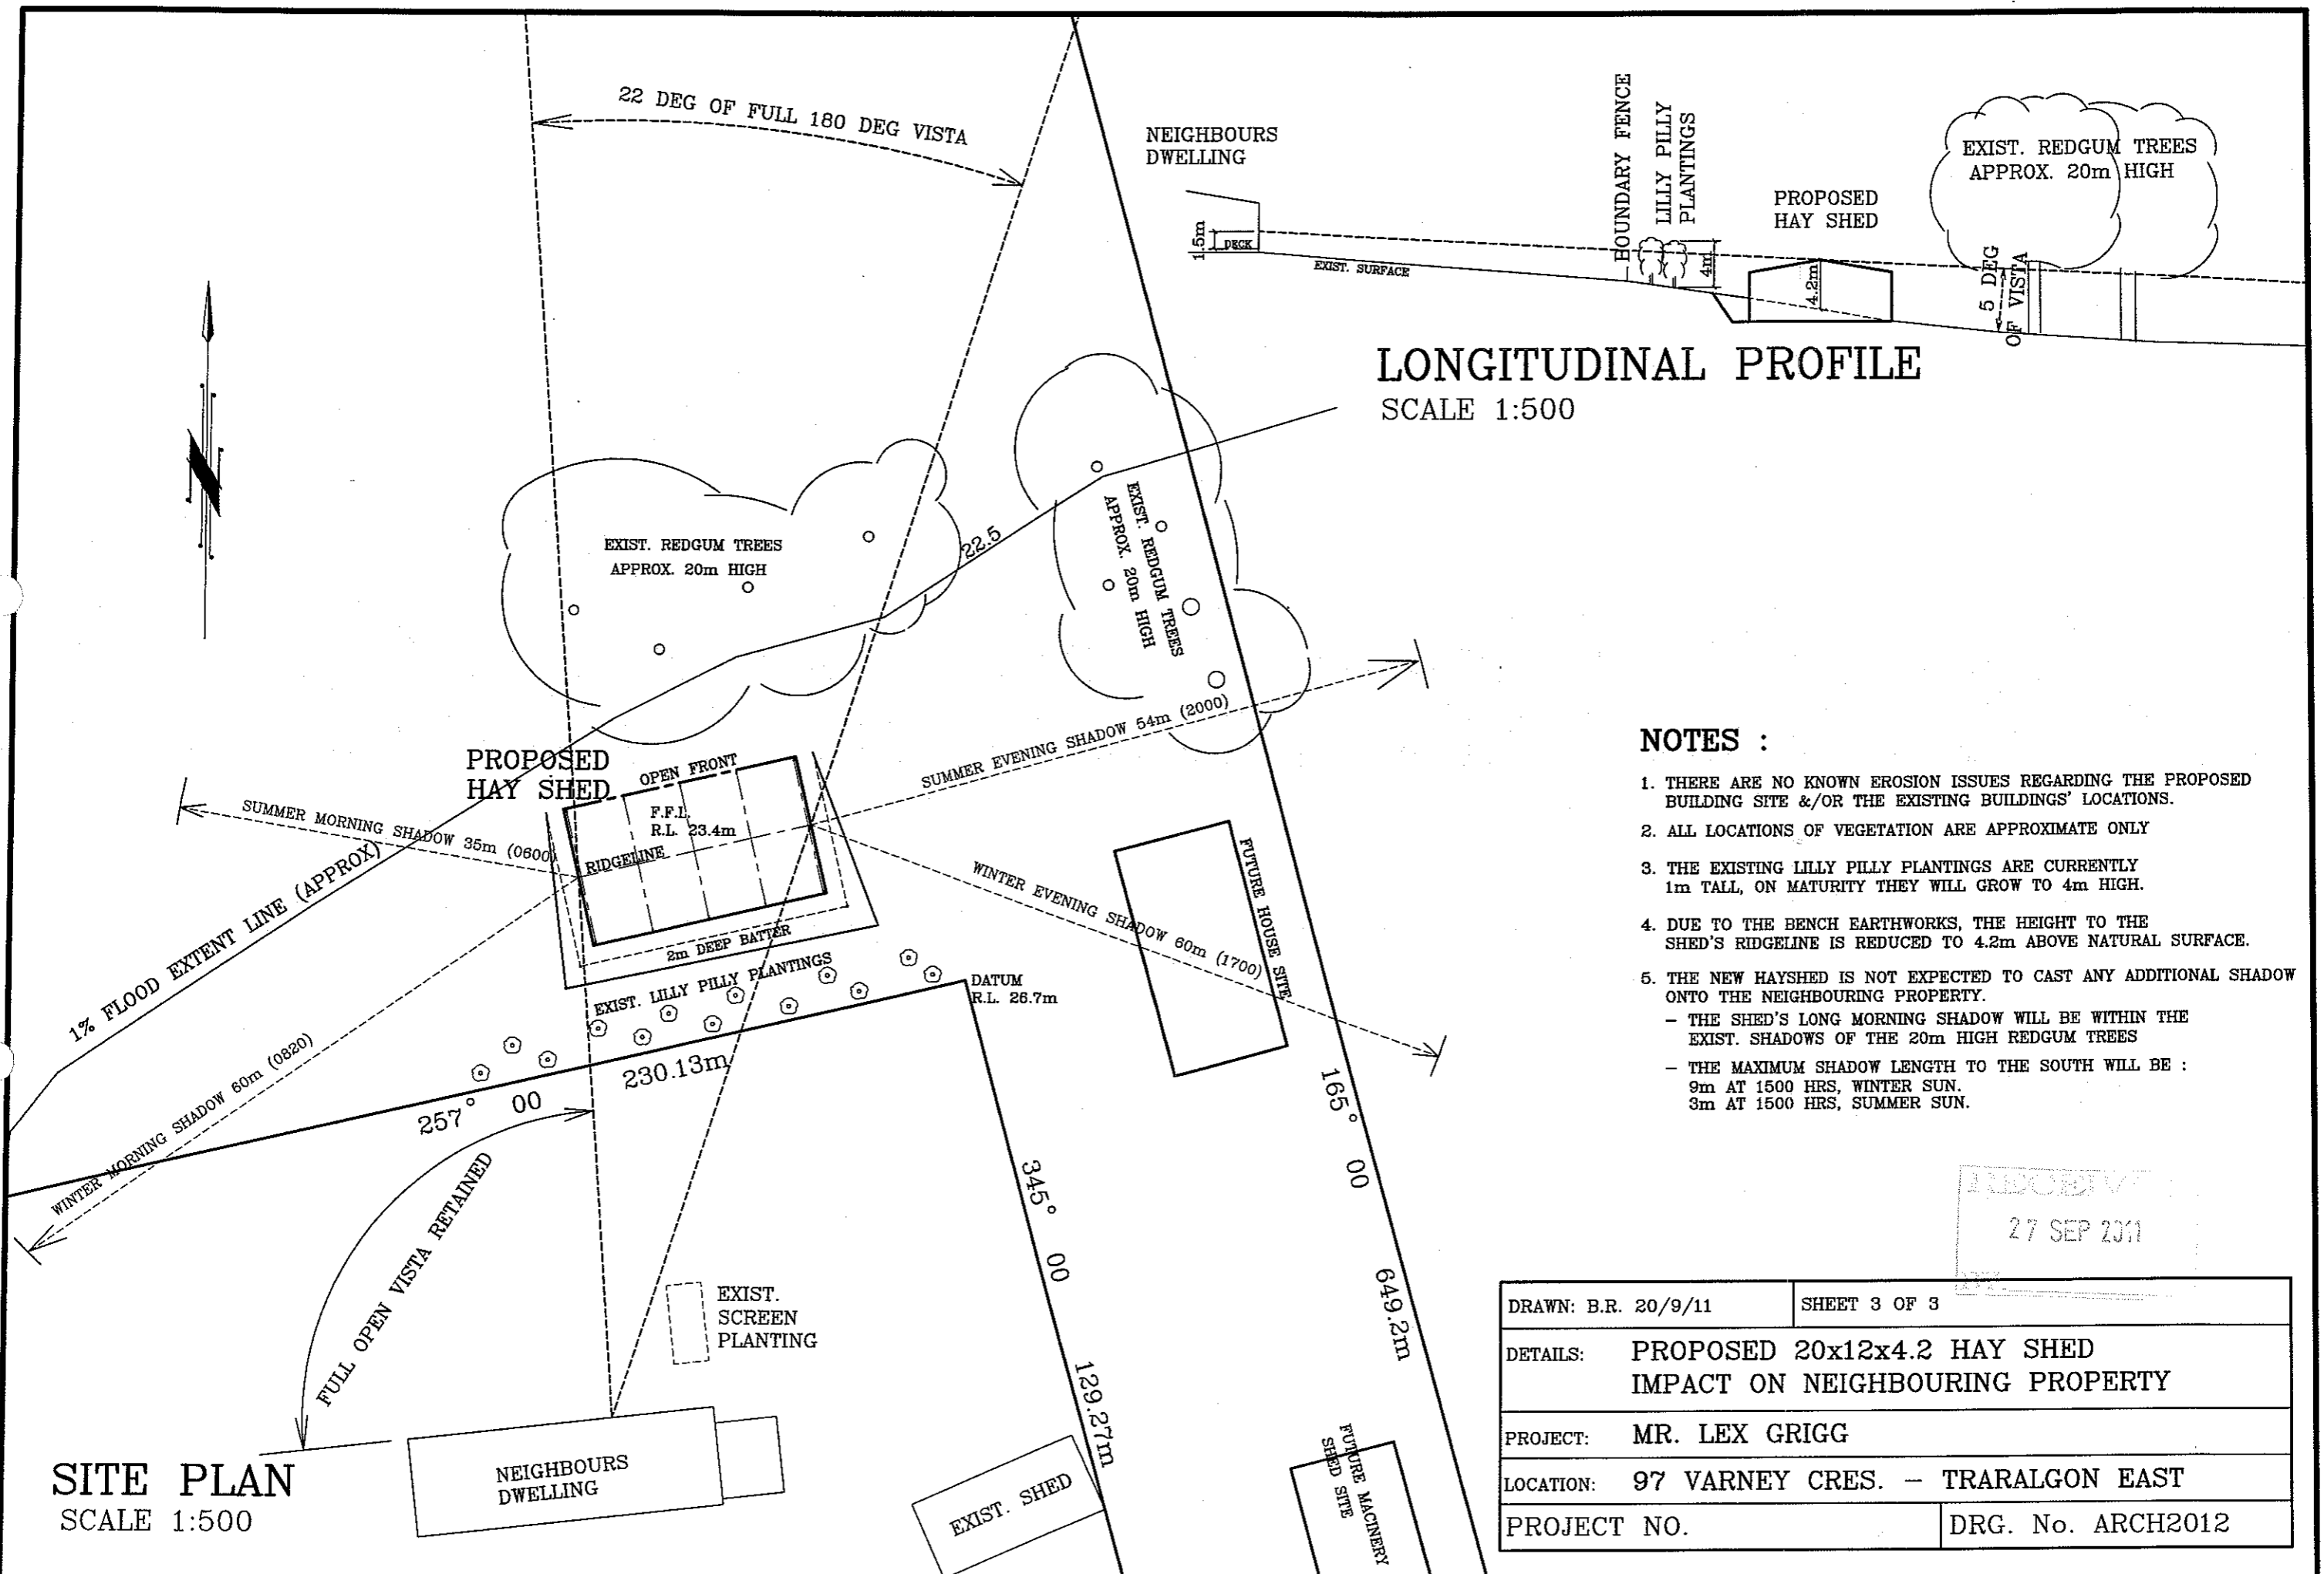 22 DEG OF FULL 180 DEG VISTA
NEIGHBOURS
DWELLING
BOUNDARY FENCE
LILLY PILLY
PLANTINGS
PROPOSED
HAY SHED
EXIST. REDGUM TREES
APPROX. 20m HIGH
1.5m
DECK
EXIST. SURFACE
4m
4.2m
5 DEG
OF VISTA
LONGITUDINAL PROFILE
SCALE 1:500
EXIST. REDGUM TREES
APPROX. 20m HIGH
22.5
EXIST. REDGUM TREES
APPROX. 20m HIGH
PROPOSED
HAY SHED
OPEN FRONT
F.F.L.
R.L. 23.4m
RIDGELINE
SUMMER MORNING SHADOW 35m (0600)
SUMMER EVENING SHADOW 54m (2000)
WINTER EVENING SHADOW 60m (1700)
WINTER MORNING SHADOW 60m (0820)
1% FLOOD EXTENT LINE (APPROX)
2m DEEP BATTER
EXIST. LILLY PILLY PLANTINGS
DATUM
R.L. 26.7m
FUTURE HOUSE SITE
230.13m
257° 00
345° 00
129.27m
165° 00
649.2m
FULL OPEN VISTA RETAINED
EXIST.
SCREEN
PLANTING
NEIGHBOURS
DWELLING
EXIST. SHED
FUTURE MACINERY
SHED SITE
SITE PLAN
SCALE 1:500
NOTES :
1. THERE ARE NO KNOWN EROSION ISSUES REGARDING THE PROPOSED
BUILDING SITE &/OR THE EXISTING BUILDINGS' LOCATIONS.
2. ALL LOCATIONS OF VEGETATION ARE APPROXIMATE ONLY
3. THE EXISTING LILLY PILLY PLANTINGS ARE CURRENTLY
1m TALL, ON MATURITY THEY WILL GROW TO 4m HIGH.
4. DUE TO THE BENCH EARTHWORKS, THE HEIGHT TO THE
SHED'S RIDGELINE IS REDUCED TO 4.2m ABOVE NATURAL SURFACE.
5. THE NEW HAYSHED IS NOT EXPECTED TO CAST ANY ADDITIONAL SHADOW
ONTO THE NEIGHBOURING PROPERTY.
– THE SHED'S LONG MORNING SHADOW WILL BE WITHIN THE
EXIST. SHADOWS OF THE 20m HIGH REDGUM TREES
– THE MAXIMUM SHADOW LENGTH TO THE SOUTH WILL BE :
9m AT 1500 HRS, WINTER SUN.
3m AT 1500 HRS, SUMMER SUN.
27 SEP 2011
DRAWN: B.R. 20/9/11
SHEET 3 OF 3
DETAILS: PROPOSED 20x12x4.2 HAY SHED
IMPACT ON NEIGHBOURING PROPERTY
PROJECT: MR. LEX GRIGG
LOCATION: 97 VARNEY CRES. – TRARALGON EAST
PROJECT NO.
DRG. No. ARCH2012